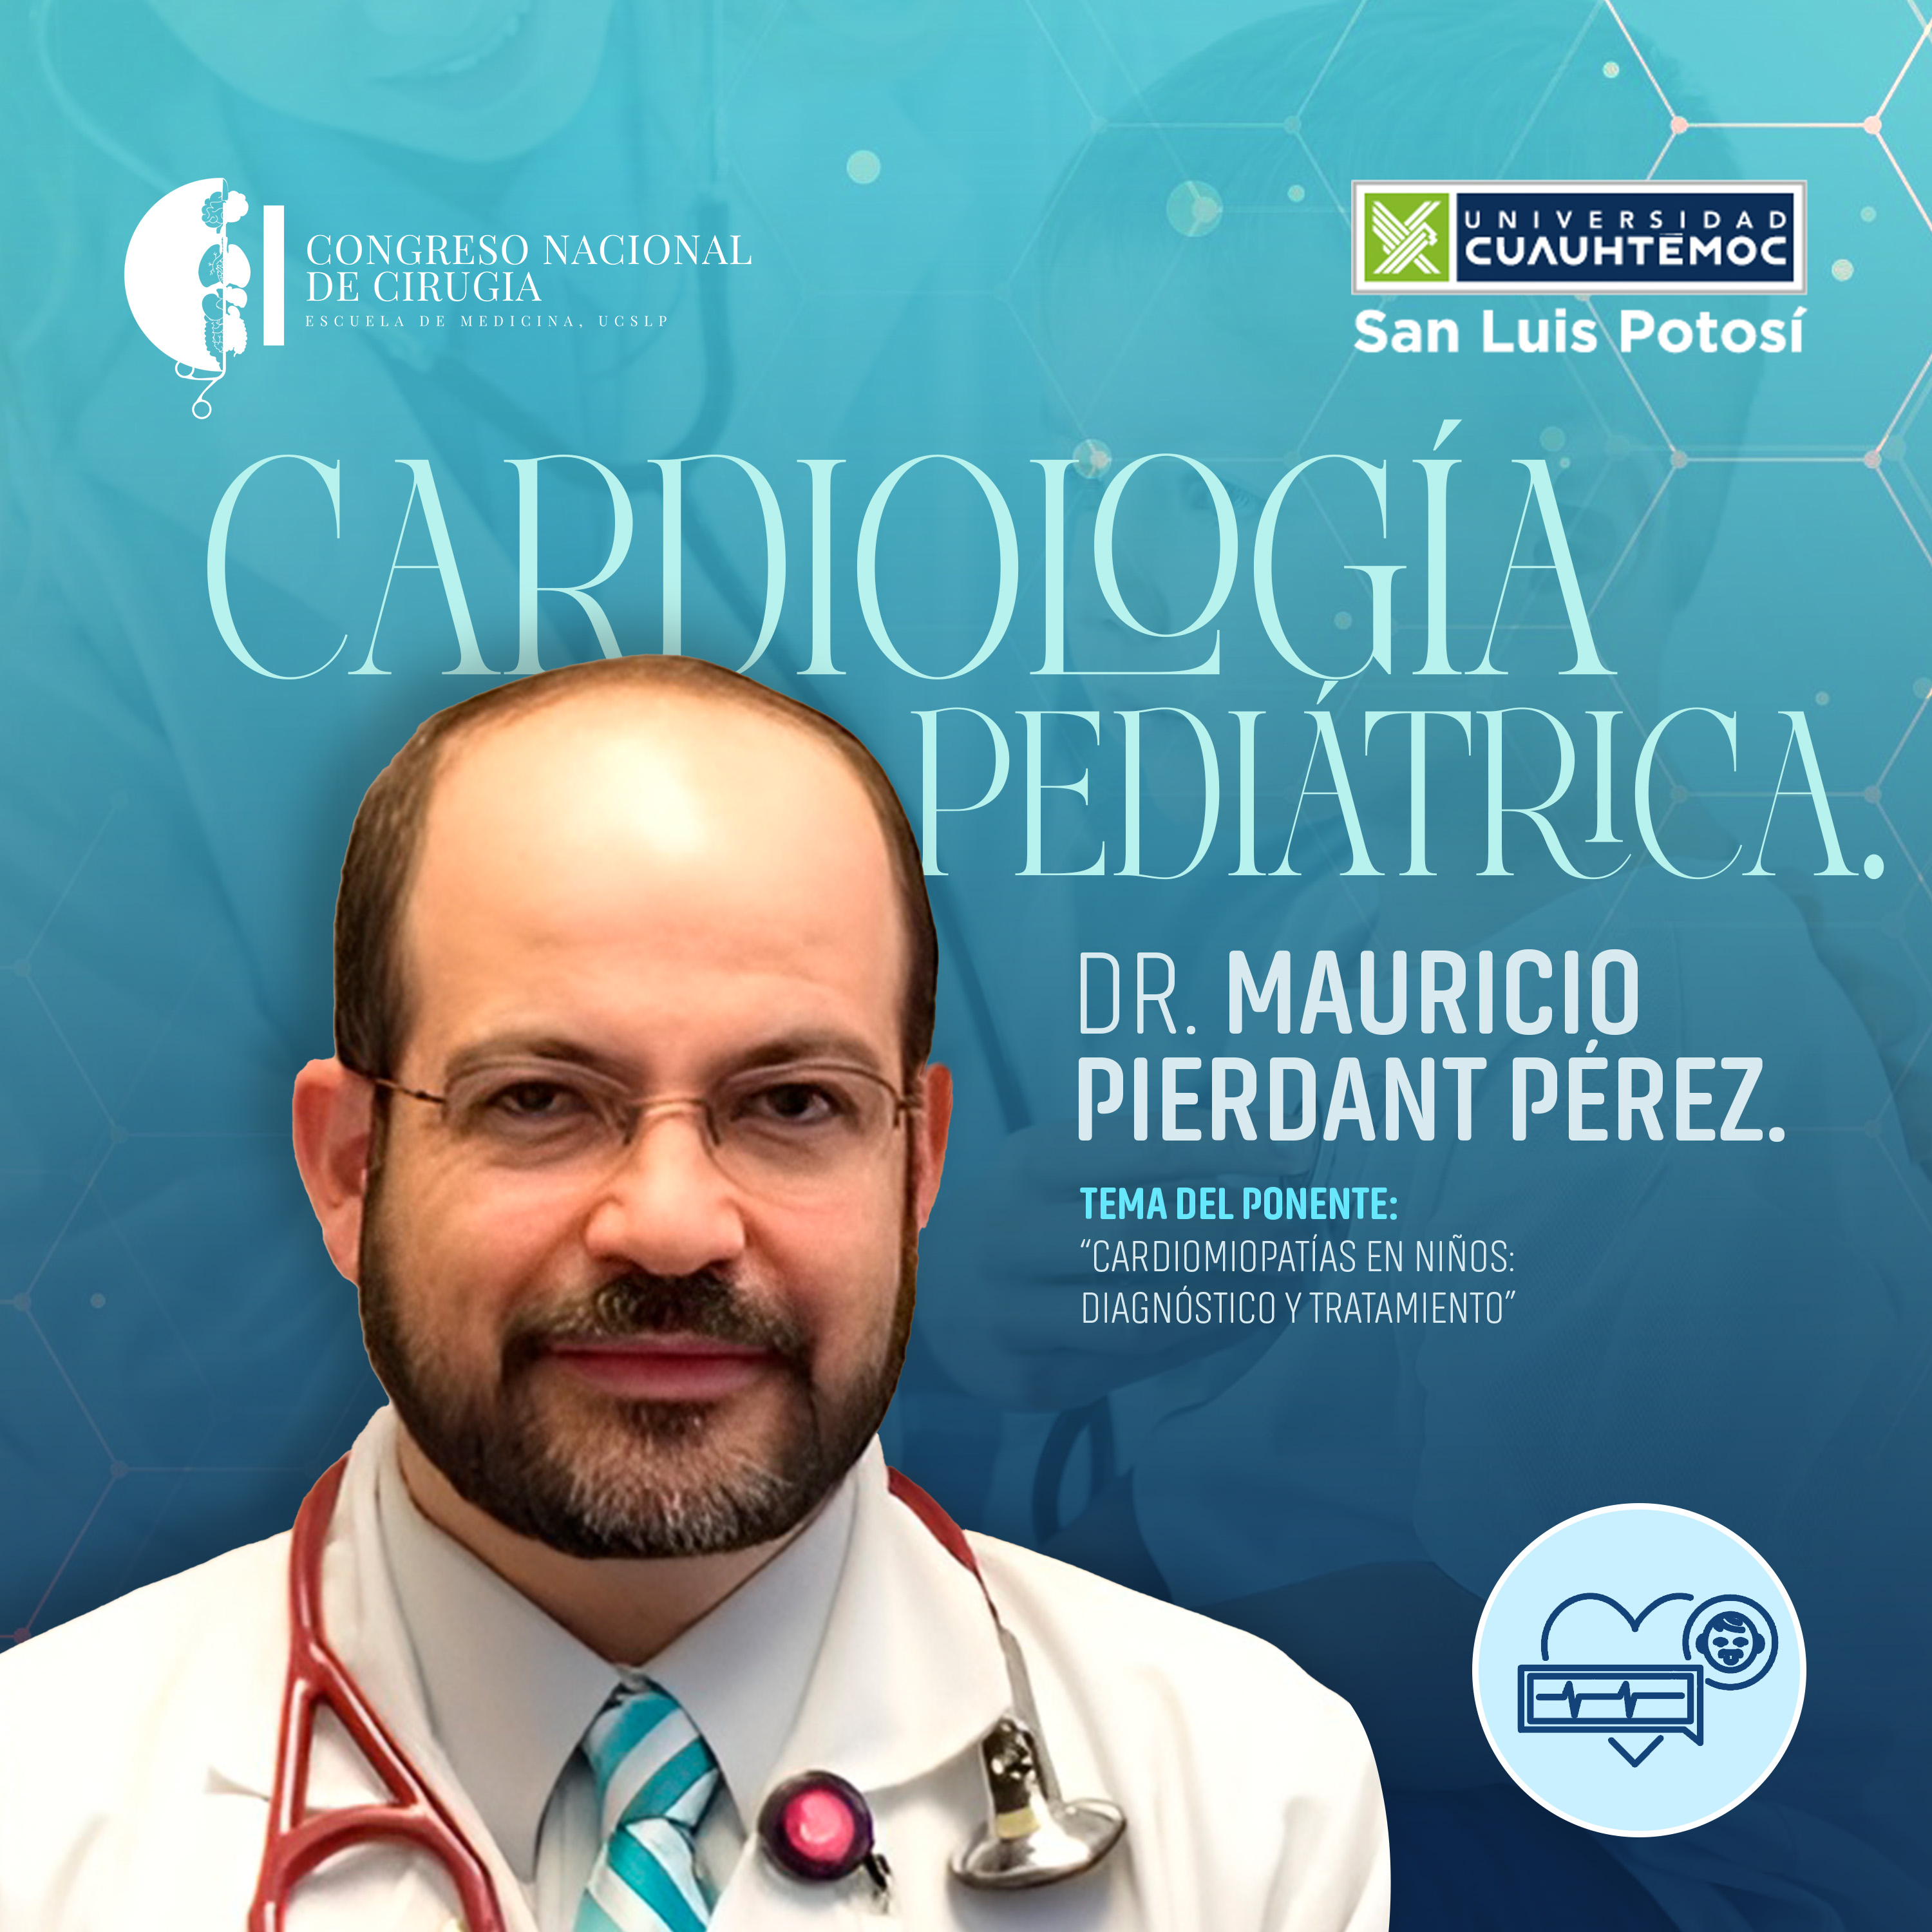 CONGRESO NACIONAL
DE CIRUGIA
ESCUELA DE MEDICINA, UCSLP
UNIVERSIDAD
CUAUHTÉMOC
San Luis Potosí
CARDIOLOGÍA
PEDIÁTRICA.
DR. MAURICIO
PIERDANT PÉREZ.
TEMA DEL PONENTE:
“CARDIOMIOPATÍAS EN NIÑOS:
DIAGNÓSTICO Y TRATAMIENTO”